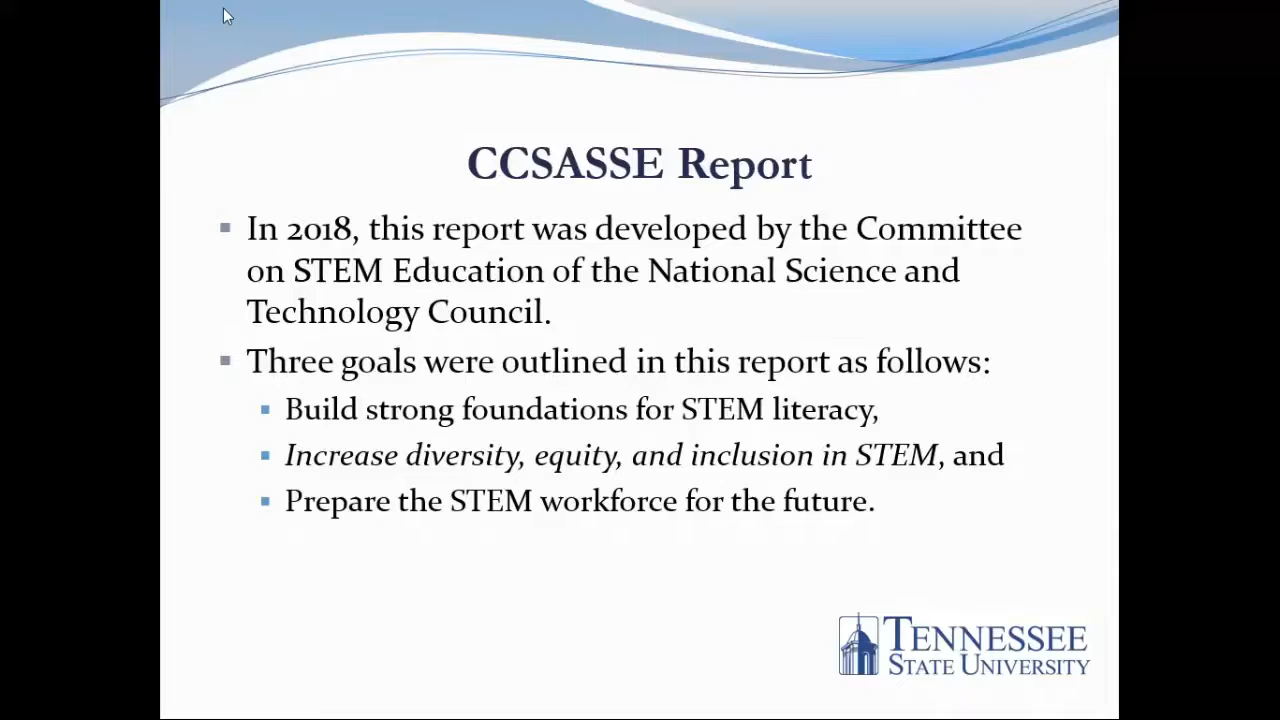 CCSASSE Report
In 2018, this report was developed by the Committee
on STEM Education of the National Science and
Technology Council.
Three goals were outlined in this report as follows:
Build strong foundations for STEM literacy,
Increase diversity, equity, and inclusion in STEM, and
Prepare the STEM workforce for the future.
TENNESSEE
STATE UNIVERSITY